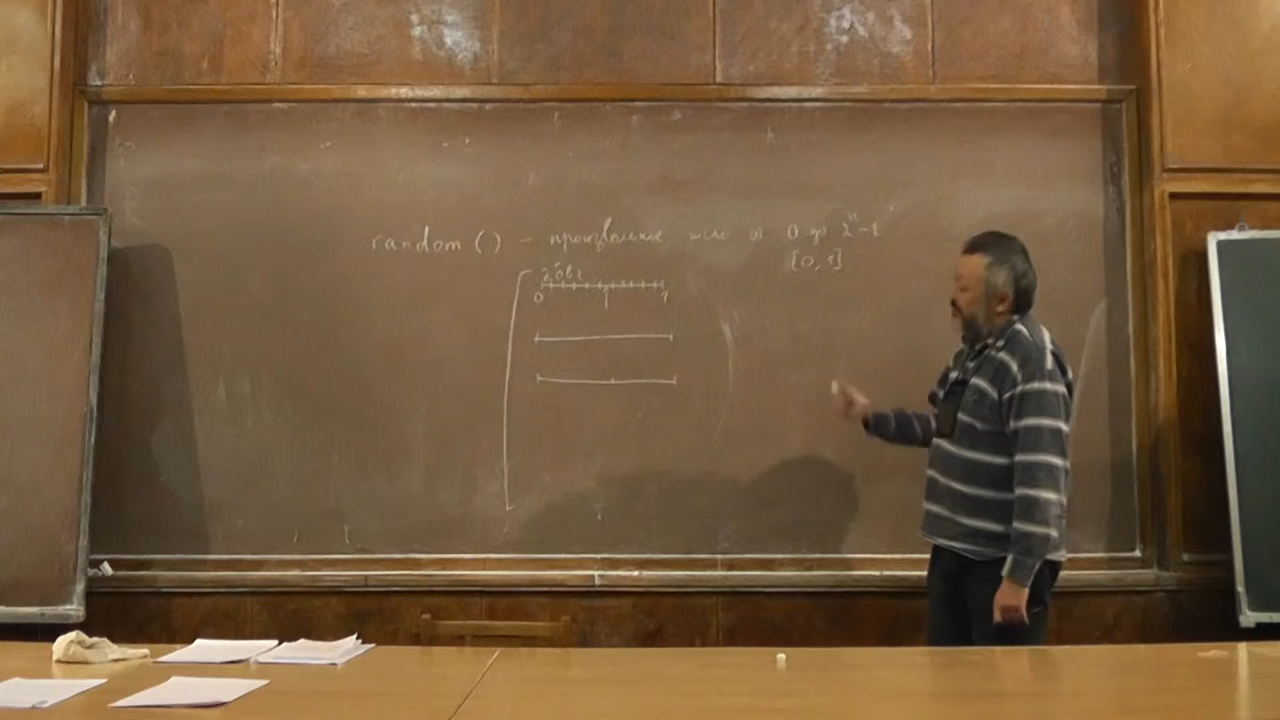 random () - произвольное число от 0 до 2ⁿ-1
[0,1]
0 1